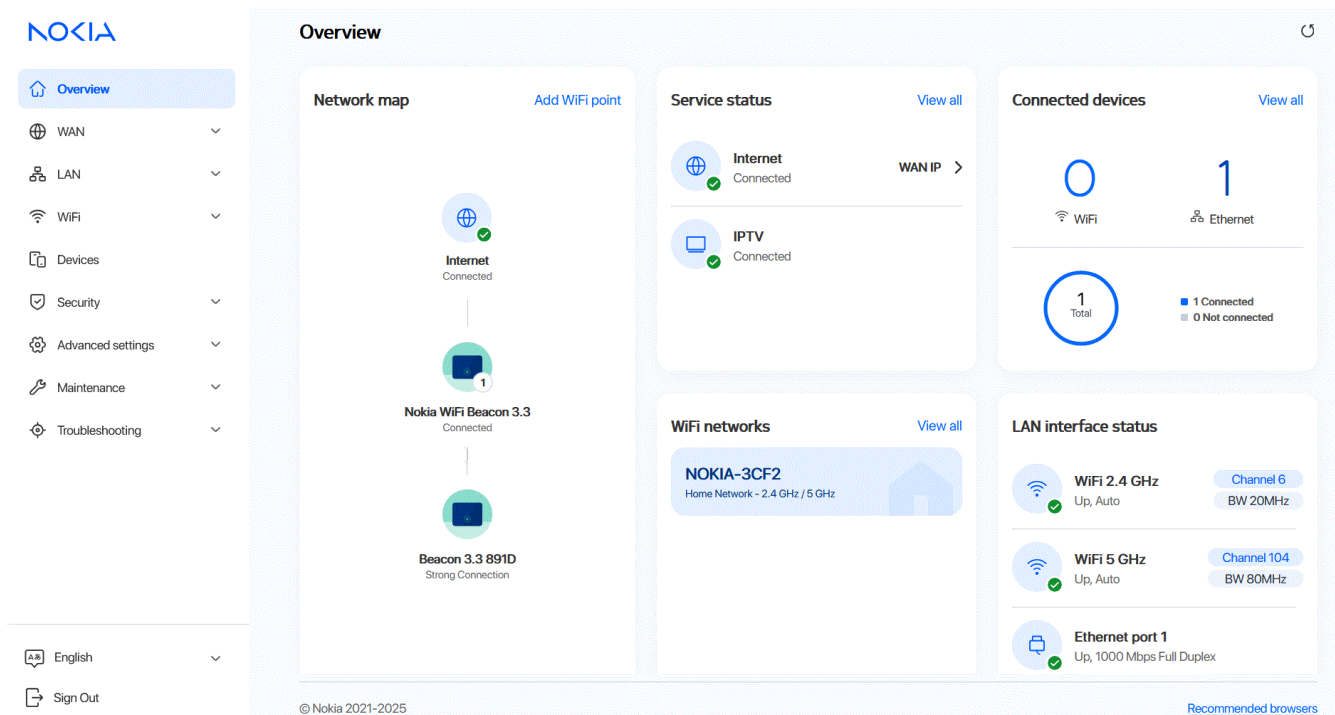 NOKIA
Overview
WAN
LAN
WiFi
Devices
Security
Advanced settings
Maintenance
Troubleshooting
English
Sign Out
Overview
Network map
Add WiFi point
Internet
Connected
1
Nokia WiFi Beacon 3.3
Connected
Beacon 3.3 891D
Strong Connection
Service status
View all
Internet
Connected
WAN IP
IPTV
Connected
Connected devices
View all
0
WiFi
1
Ethernet
1
Total
1 Connected
0 Not connected
WiFi networks
View all
NOKIA-3CF2
Home Network - 2.4 GHz / 5 GHz
LAN interface status
WiFi 2.4 GHz
Up, Auto
Channel 6
BW 20MHz
WiFi 5 GHz
Up, Auto
Channel 104
BW 80MHz
Ethernet port 1
Up, 1000 Mbps Full Duplex
© Nokia 2021-2025
Recommended browsers